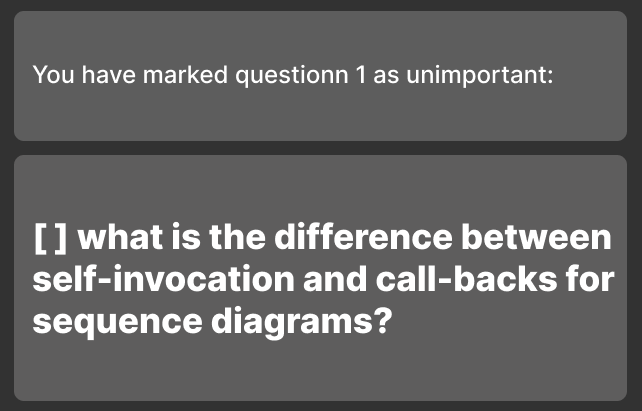 You have marked questionn 1 as unimportant:
[ ] what is the difference between
self-invocation and call-backs for
sequence diagrams?